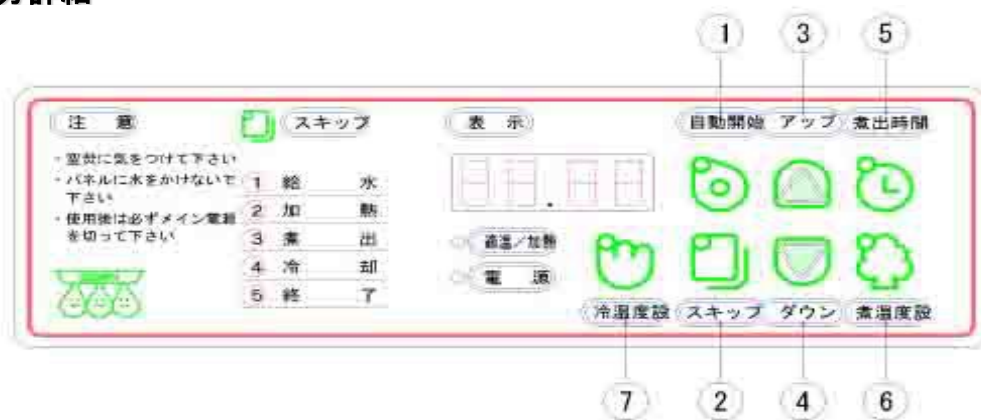 ① ③ ⑤
注 意
スキップ
表 示
自動開始 アップ 煮出時間
・空焚に気をつけて下さい
・パネルに水をかけないで
下さい
・使用後は必ずメイン電源
を切って下さい
1 給 水
2 加 熱
3 煮 出
4 冷 却
5 終 了
適温/加熱
電 源
冷温度設 スキップ ダウン 煮温度設
⑦ ② ④ ⑥